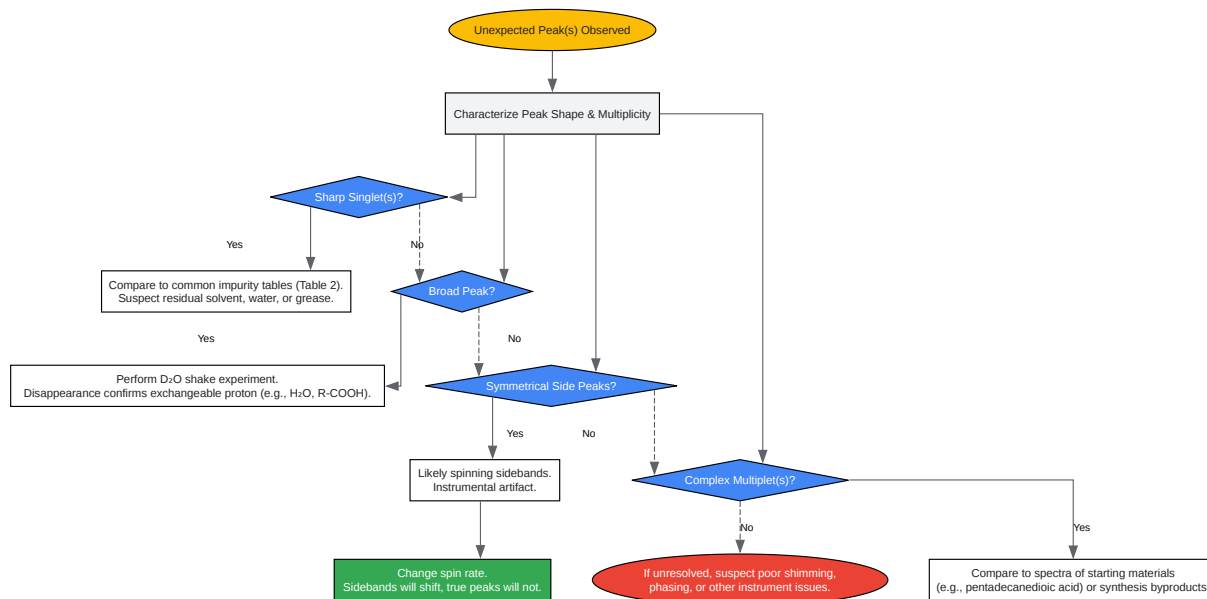 Unexpected Peak(s) Observed
Characterize Peak Shape & Multiplicity
Sharp Singlet(s)?
Yes
No
Compare to common impurity tables (Table 2).
Suspect residual solvent, water, or grease.
Broad Peak?
Yes
No
Perform D₂O shake experiment.
Disappearance confirms exchangeable proton (e.g., H₂O, R-COOH).
Symmetrical Side Peaks?
Yes
No
Likely spinning sidebands.
Instrumental artifact.
Complex Multiplet(s)?
No
Yes
Change spin rate.
Sidebands will shift, true peaks will not.
If unresolved, suspect poor shimming,
phasing, or other instrument issues.
Compare to spectra of starting materials
(e.g., pentadecanedioic acid) or synthesis byproducts